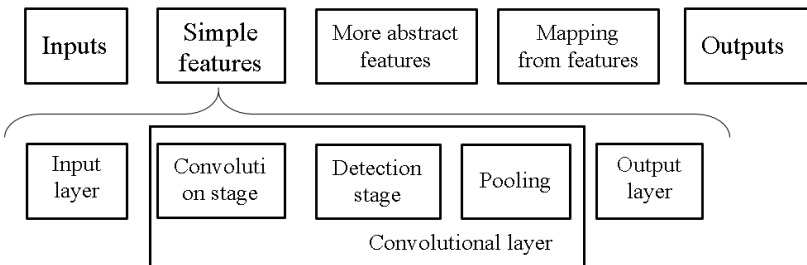 Inputs
Simple
features
More abstract
features
Mapping
from features
Outputs
Input
layer
Convoluti
on stage
Detection
stage
Pooling
Output
layer
Convolutional layer